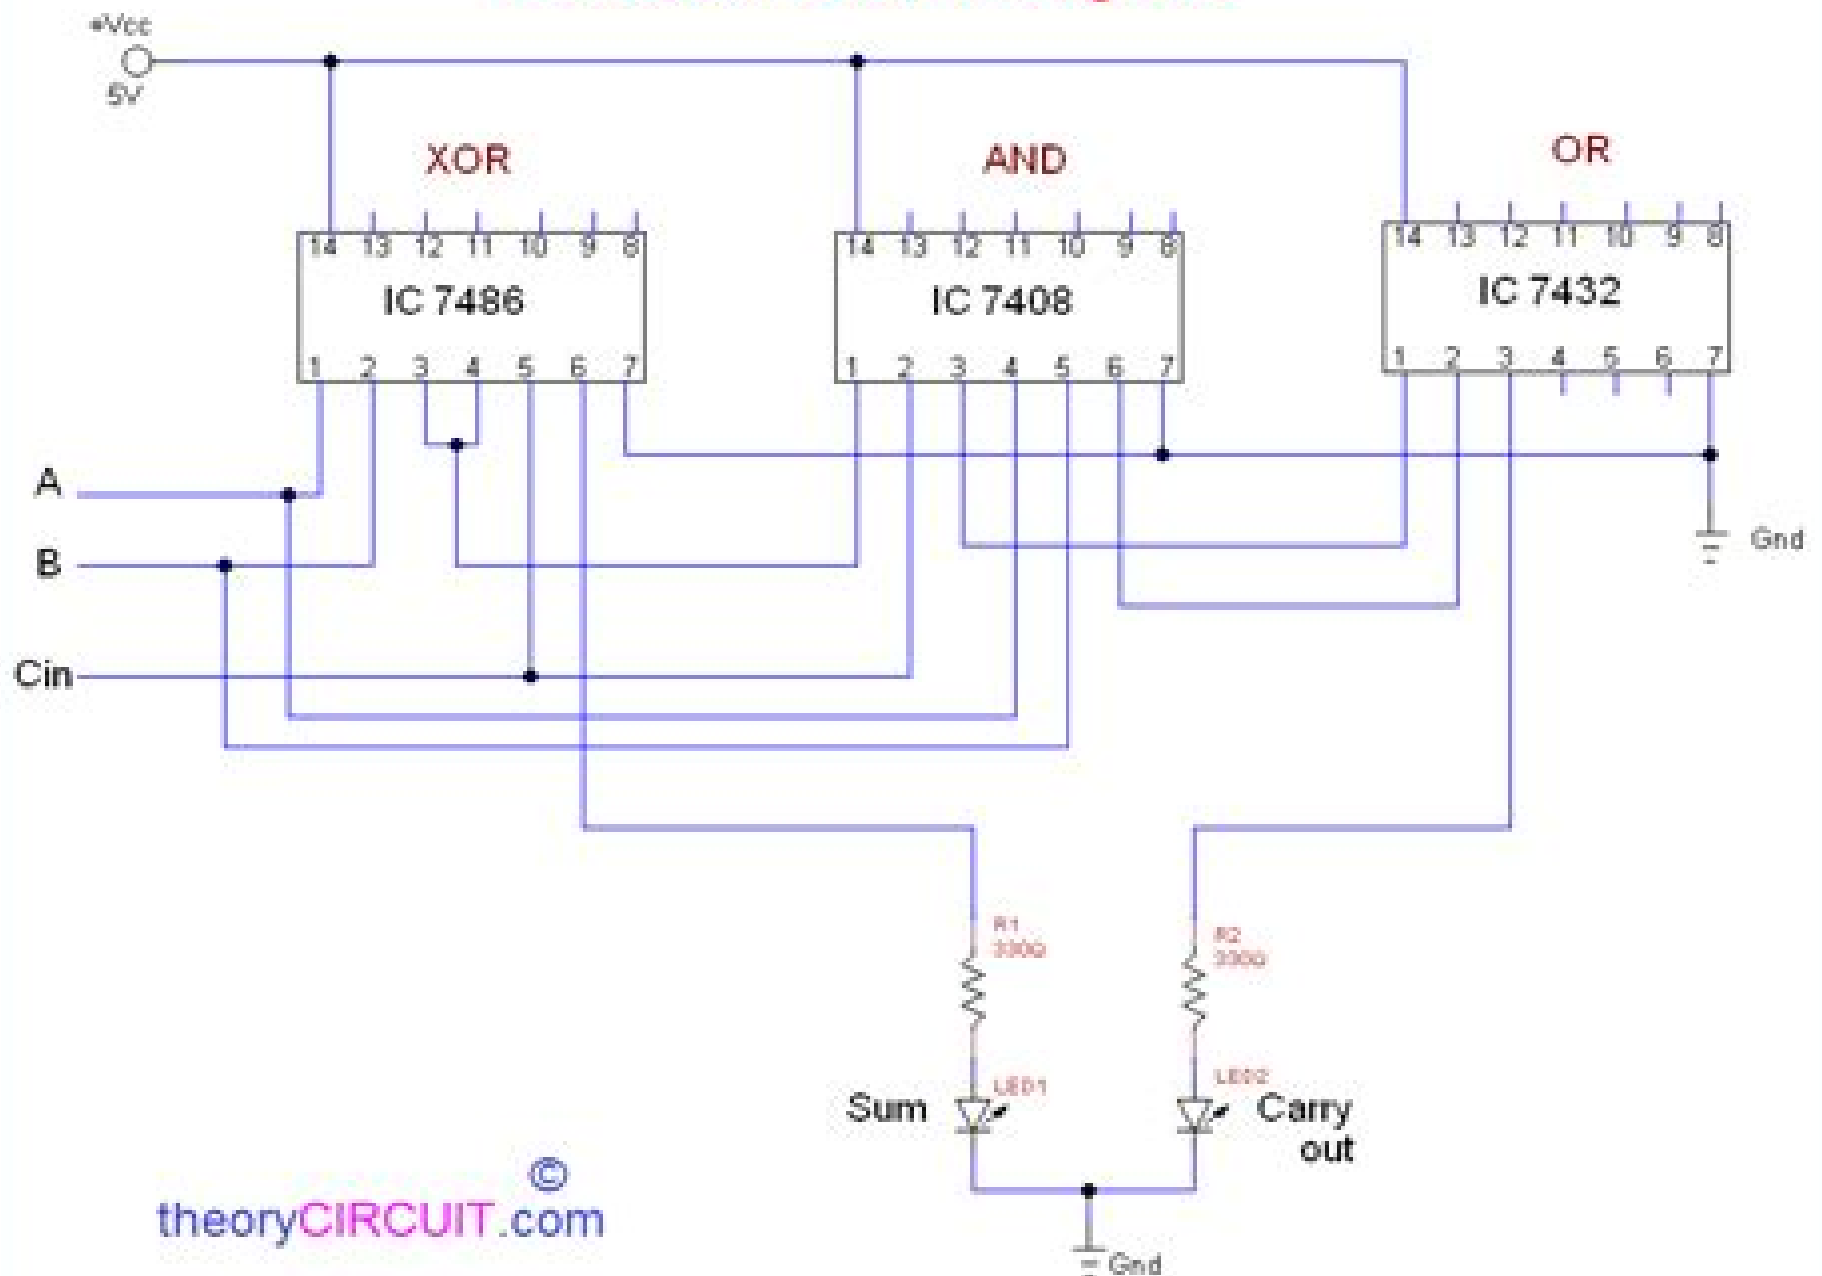 +Vcc
5V
XOR
AND
OR
14 13 12 11 10 9 8
IC 7486
1 2 3 4 5 6 7
14 13 12 11 10 9 8
IC 7408
1 2 3 4 5 6 7
14 13 12 11 10 9 8
IC 7432
1 2 3 4 5 6 7
A
B
Cin
Gnd
R1
330Ω
R2
330Ω
LED1
Sum
LED2
Carry
out
©
theoryCIRCUIT.com
Gnd